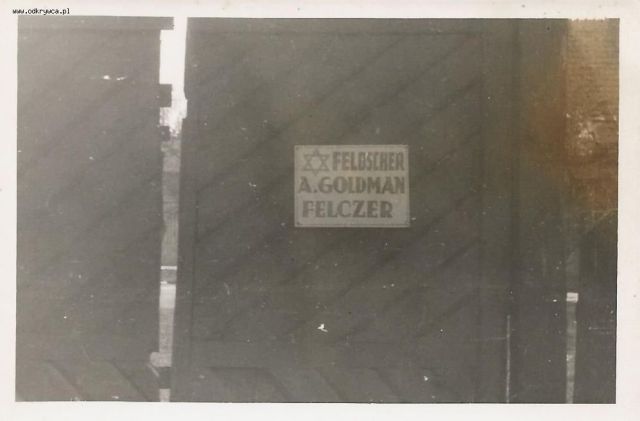 www.odkrywca.pl
✡ FELDSCHER
A. GOLDMAN
FELCZER